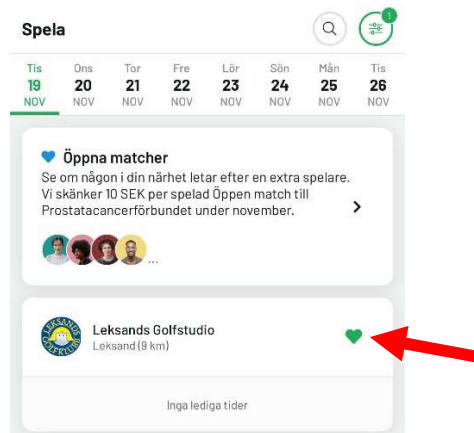 Spela
1
Tis Ons Tor Fre Lör Sön Mån Tis
19 20 21 22 23 24 25 26
NOV NOV NOV NOV NOV NOV NOV NOV
Öppna matcher
Se om någon i din närhet letar efter en extra spelare.
Vi skänker 10 SEK per spelad Öppen match till
Prostatacancerförbundet under november.
...
LEKSANDS
GOLFKLUBB
Leksands Golfstudio
Leksand (9 km)
Inga lediga tider